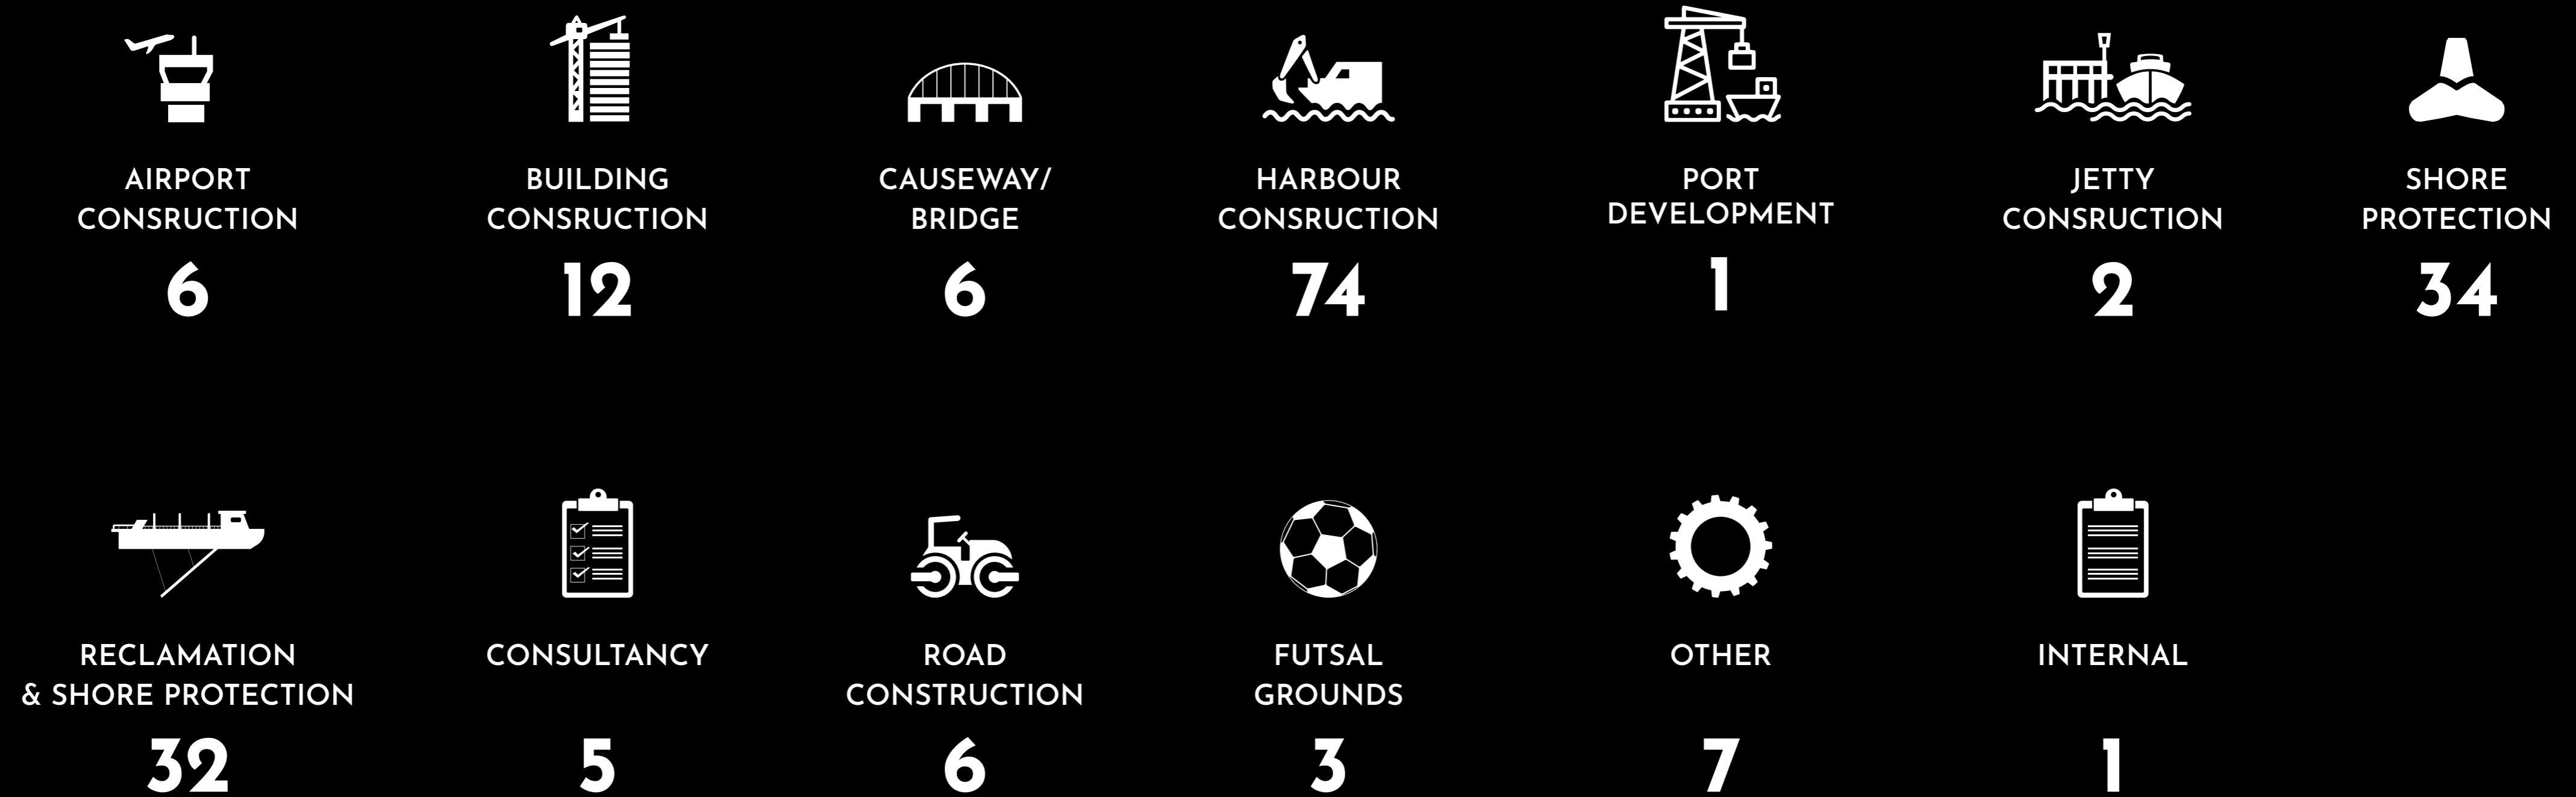 AIRPORT
CONSRUCTION
6
BUILDING
CONSRUCTION
12
CAUSEWAY/
BRIDGE
6
HARBOUR
CONSRUCTION
74
PORT
DEVELOPMENT
1
JETTY
CONSRUCTION
2
SHORE
PROTECTION
34
RECLAMATION
& SHORE PROTECTION
32
CONSULTANCY
5
ROAD
CONSTRUCTION
6
FUTSAL
GROUNDS
3
OTHER
7
INTERNAL
1